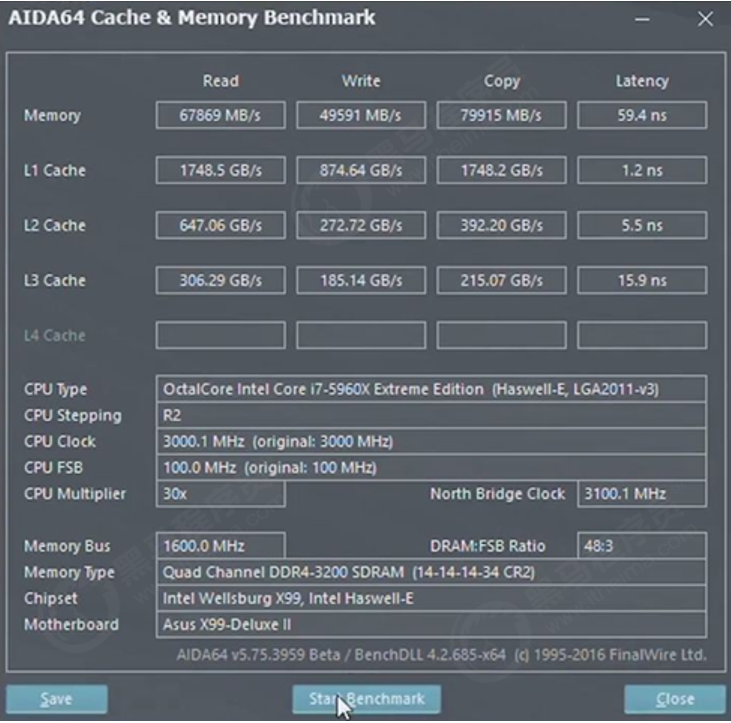 AIDA64 Cache & Memory Benchmark
Read Write Copy Latency
Memory 67869 MB/s 49591 MB/s 79915 MB/s 59.4 ns
L1 Cache 1748.5 GB/s 874.64 GB/s 1748.2 GB/s 1.2 ns
L2 Cache 647.06 GB/s 272.72 GB/s 392.20 GB/s 5.5 ns
L3 Cache 306.29 GB/s 185.14 GB/s 215.07 GB/s 15.9 ns
L4 Cache
CPU Type OctalCore Intel Core i7-5960X Extreme Edition (Haswell-E, LGA2011-v3)
CPU Stepping R2
CPU Clock 3000.1 MHz (original: 3000 MHz)
CPU FSB 100.0 MHz (original: 100 MHz)
CPU Multiplier 30x North Bridge Clock 3100.1 MHz
Memory Bus 1600.0 MHz DRAM:FSB Ratio 48:3
Memory Type Quad Channel DDR4-3200 SDRAM (14-14-14-34 CR2)
Chipset Intel Wellsburg X99, Intel Haswell-E
Motherboard Asus X99-Deluxe II
AIDA64 v5.75.3959 Beta / BenchDLL 4.2.685-x64 (c) 1995-2016 FinalWire Ltd.
Save Start Benchmark Close